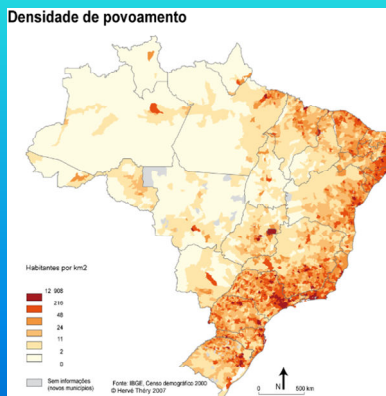 Densidade de povoamento
Habitantes por km2
12 908
216
48
24
11
2
0
Sem informações
(novos municípios)
Fonte: IBGE, Censo demográfico 2000
© Hervé Théry 2007
N
0 500 km